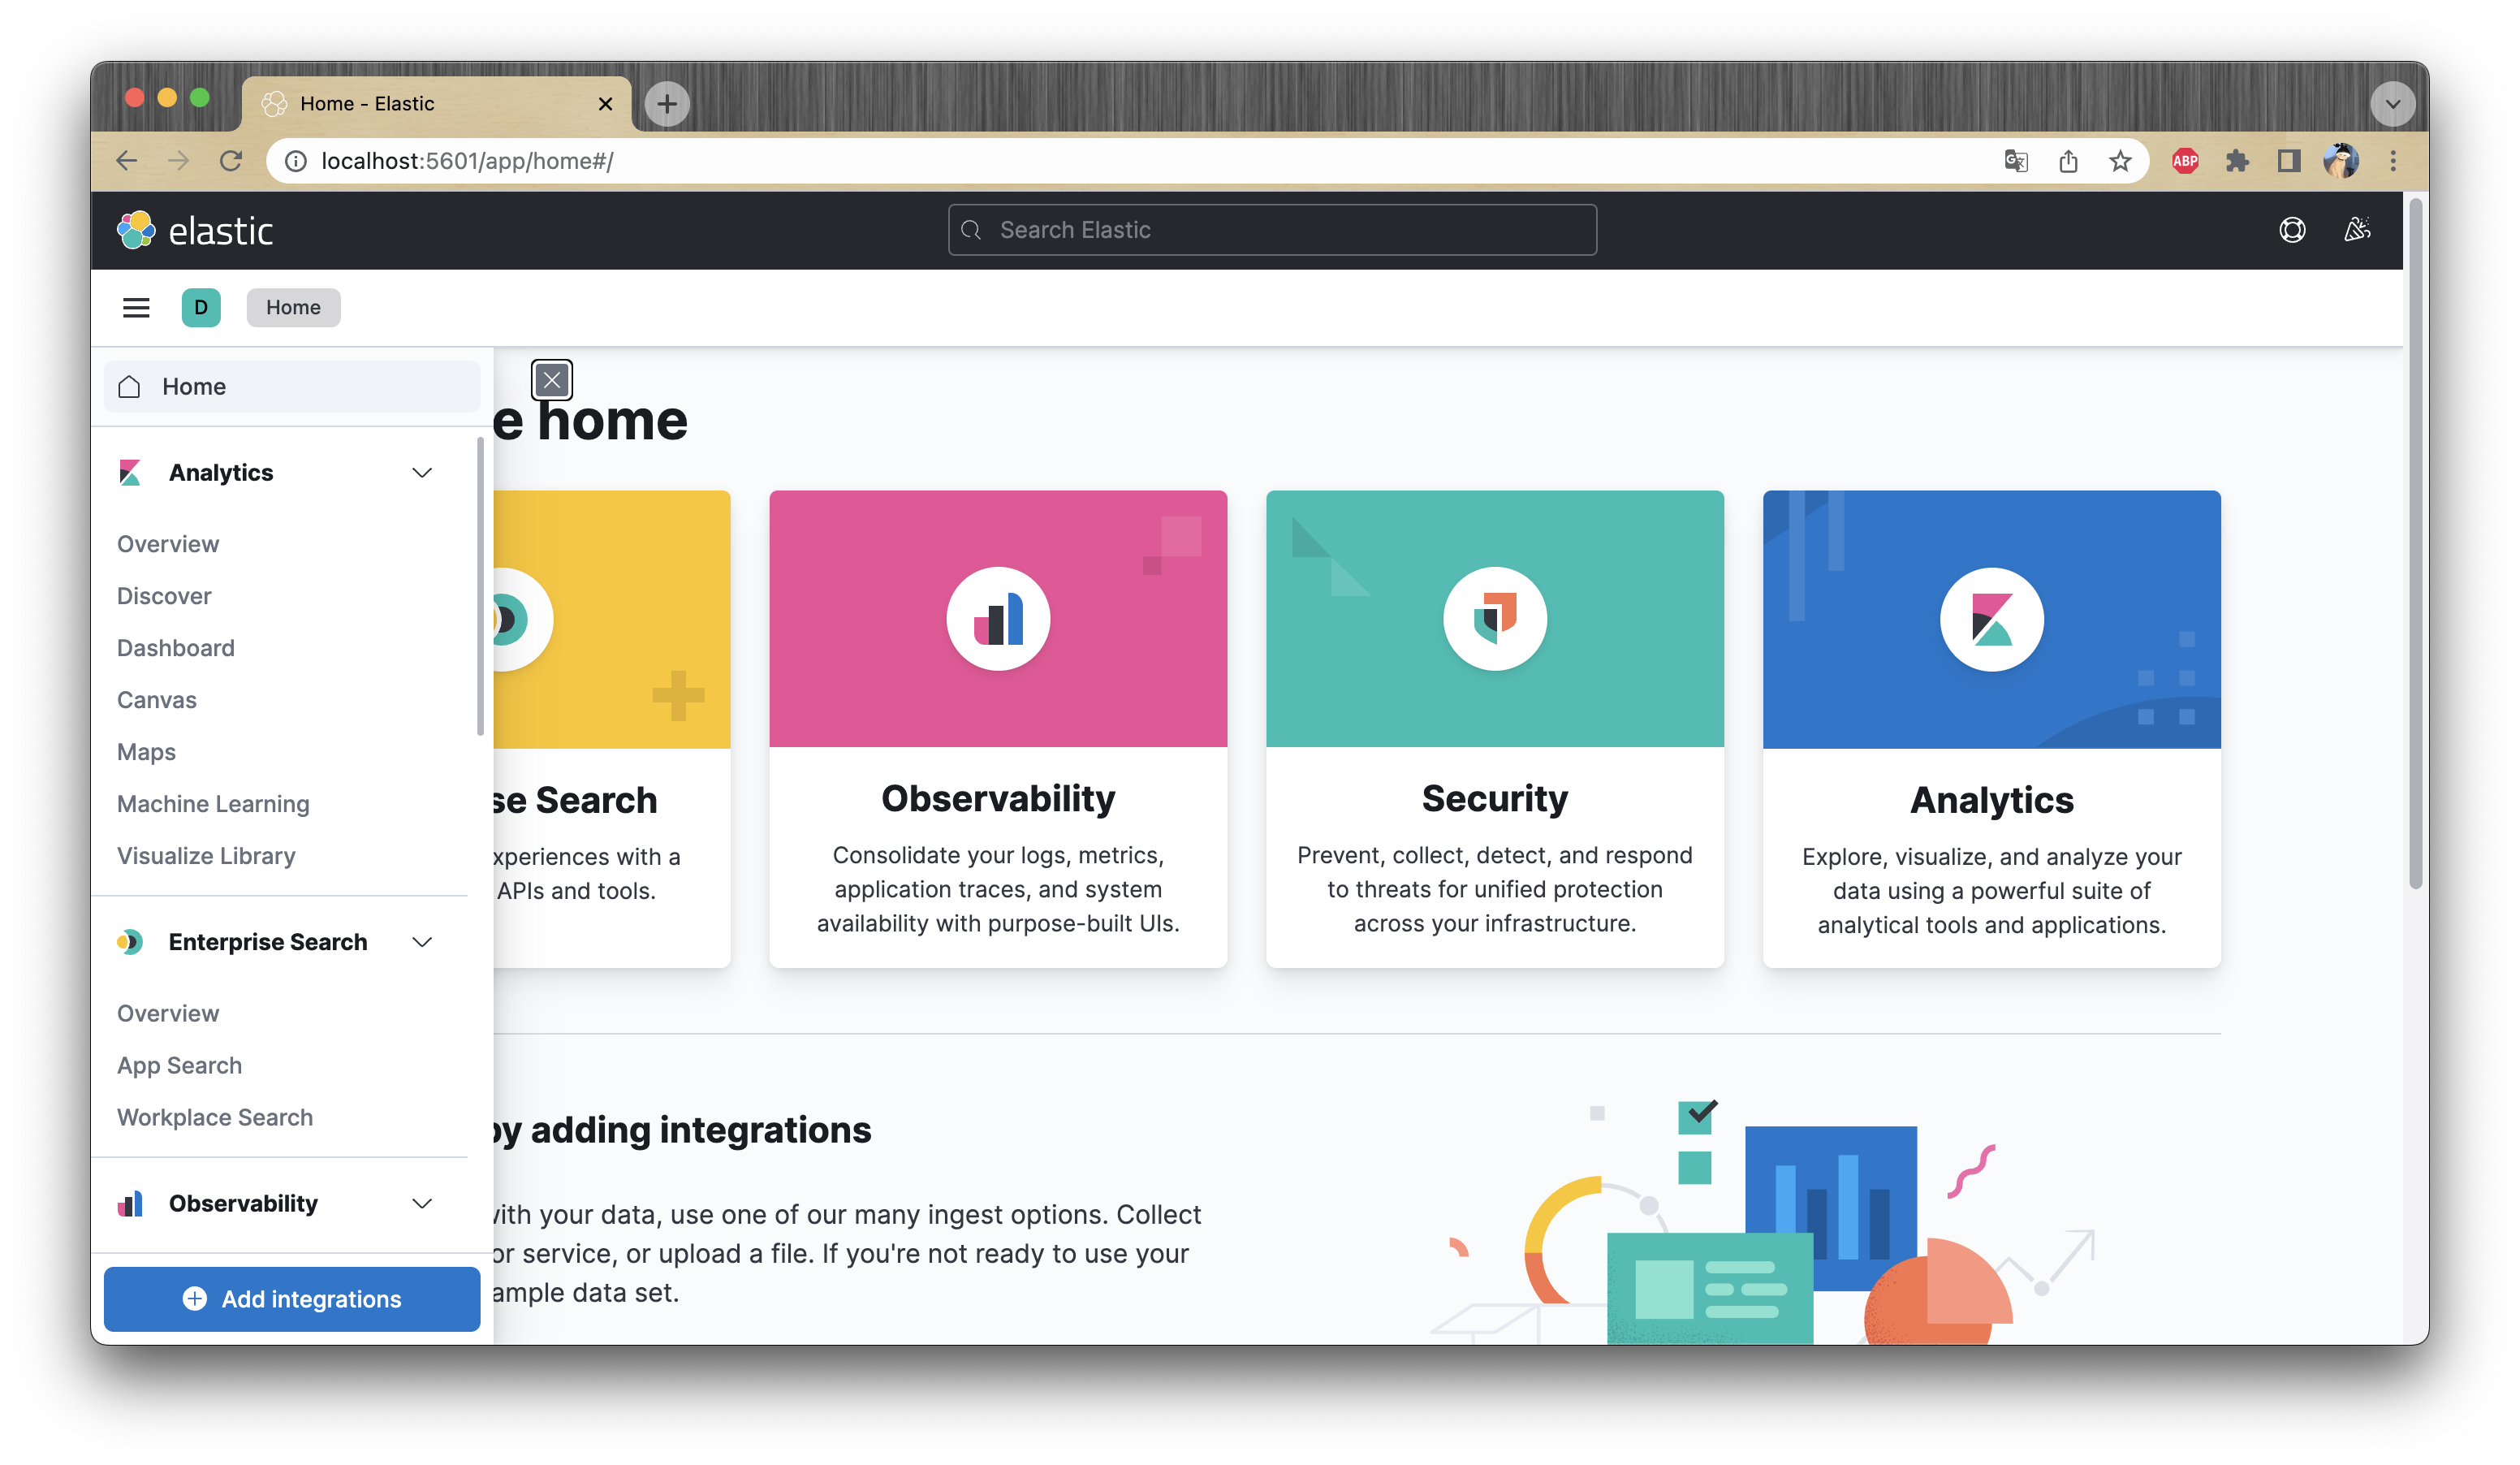 Home - Elastic
localhost:5601/app/home#/
ABP
elastic
Search Elastic
D
Home
Home
Analytics
Overview
Discover
Dashboard
Canvas
Maps
Machine Learning
Visualize Library
Enterprise Search
Overview
App Search
Workplace Search
Observability
Add integrations
e home
se Search
xperiences with a
APIs and tools.
Observability
Consolidate your logs, metrics,
application traces, and system
availability with purpose-built UIs.
Security
Prevent, collect, detect, and respond
to threats for unified protection
across your infrastructure.
Analytics
Explore, visualize, and analyze your
data using a powerful suite of
analytical tools and applications.
by adding integrations
with your data, use one of our many ingest options. Collect
or service, or upload a file. If you're not ready to use your
ample data set.